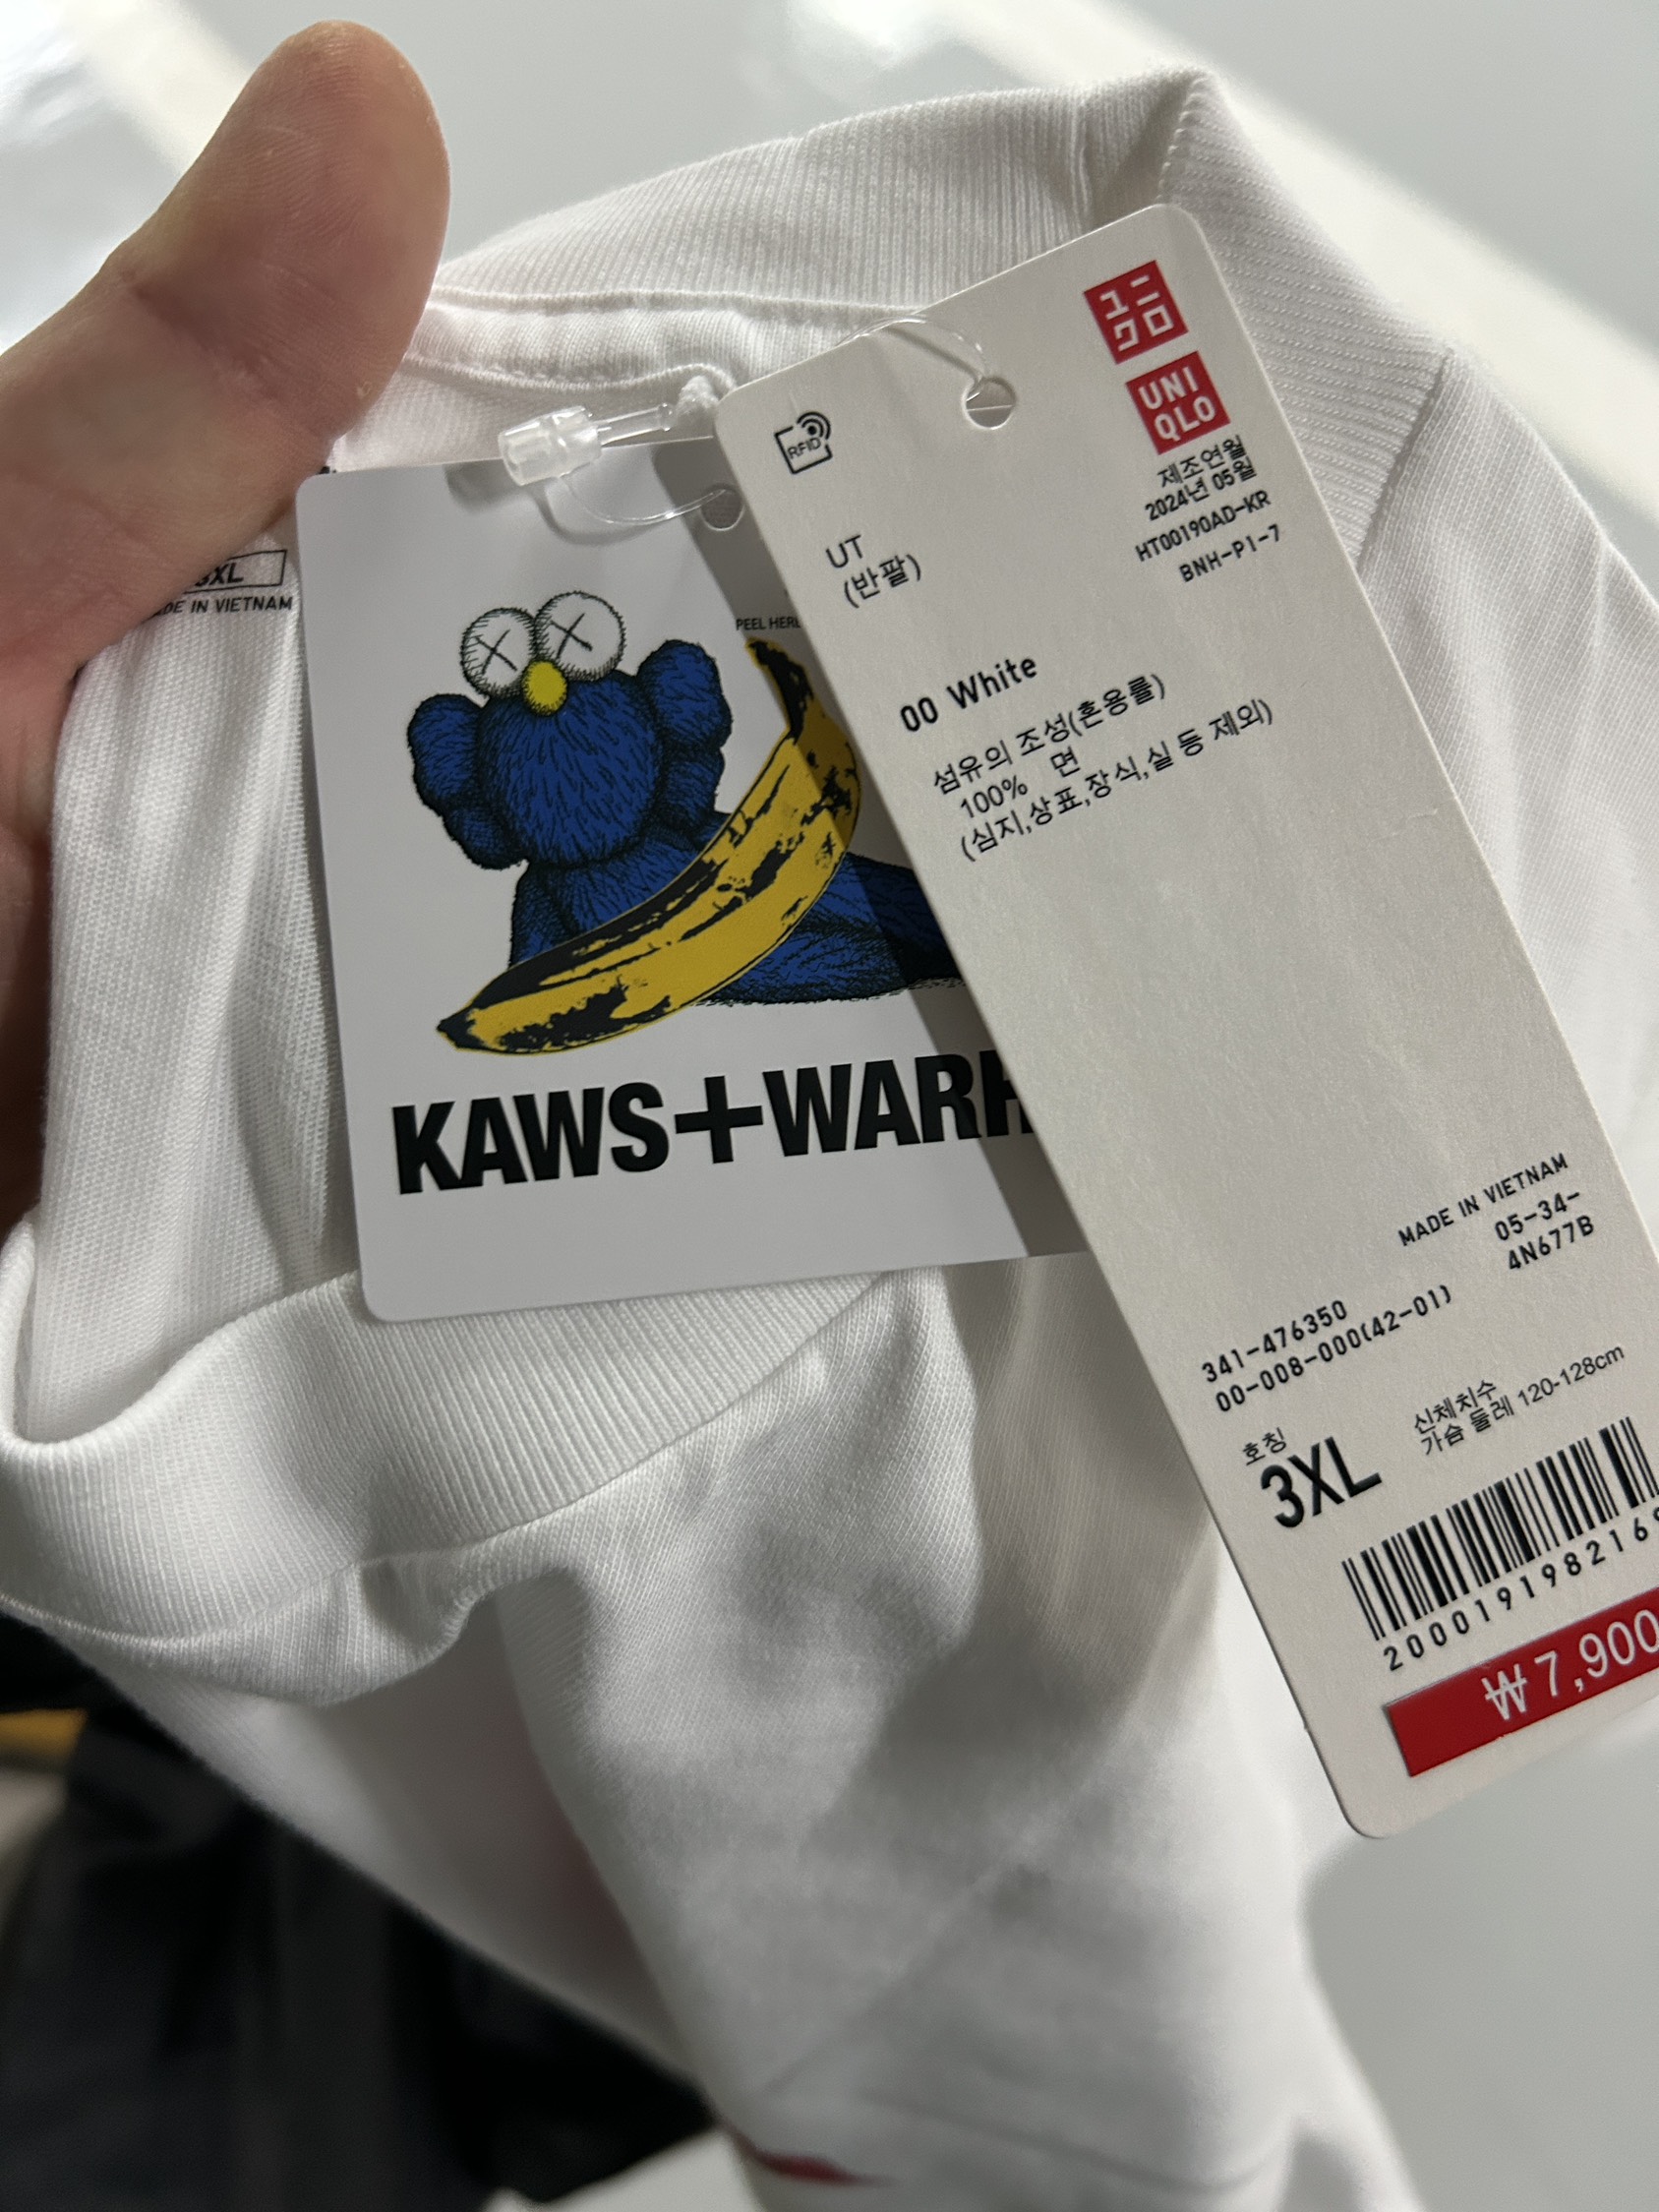 3XL
MADE IN VIETNAM
PEEL HERE
KAWS+WARH
ユニ
クロ
UNI
QLO
RFID
제조연월
2024년 05월
HT00190AD-KR
BNH-P1-7
UT
(반팔)
00 White
섬유의 조성(혼용률)
100% 면
(심지,상표,장식,실 등 제외)
MADE IN VIETNAM
05-34-
4N677B
341-476350
00-008-000(42-01)
호칭
3XL
신체치수
가슴 둘레 120-128cm
200019198216
₩7,900